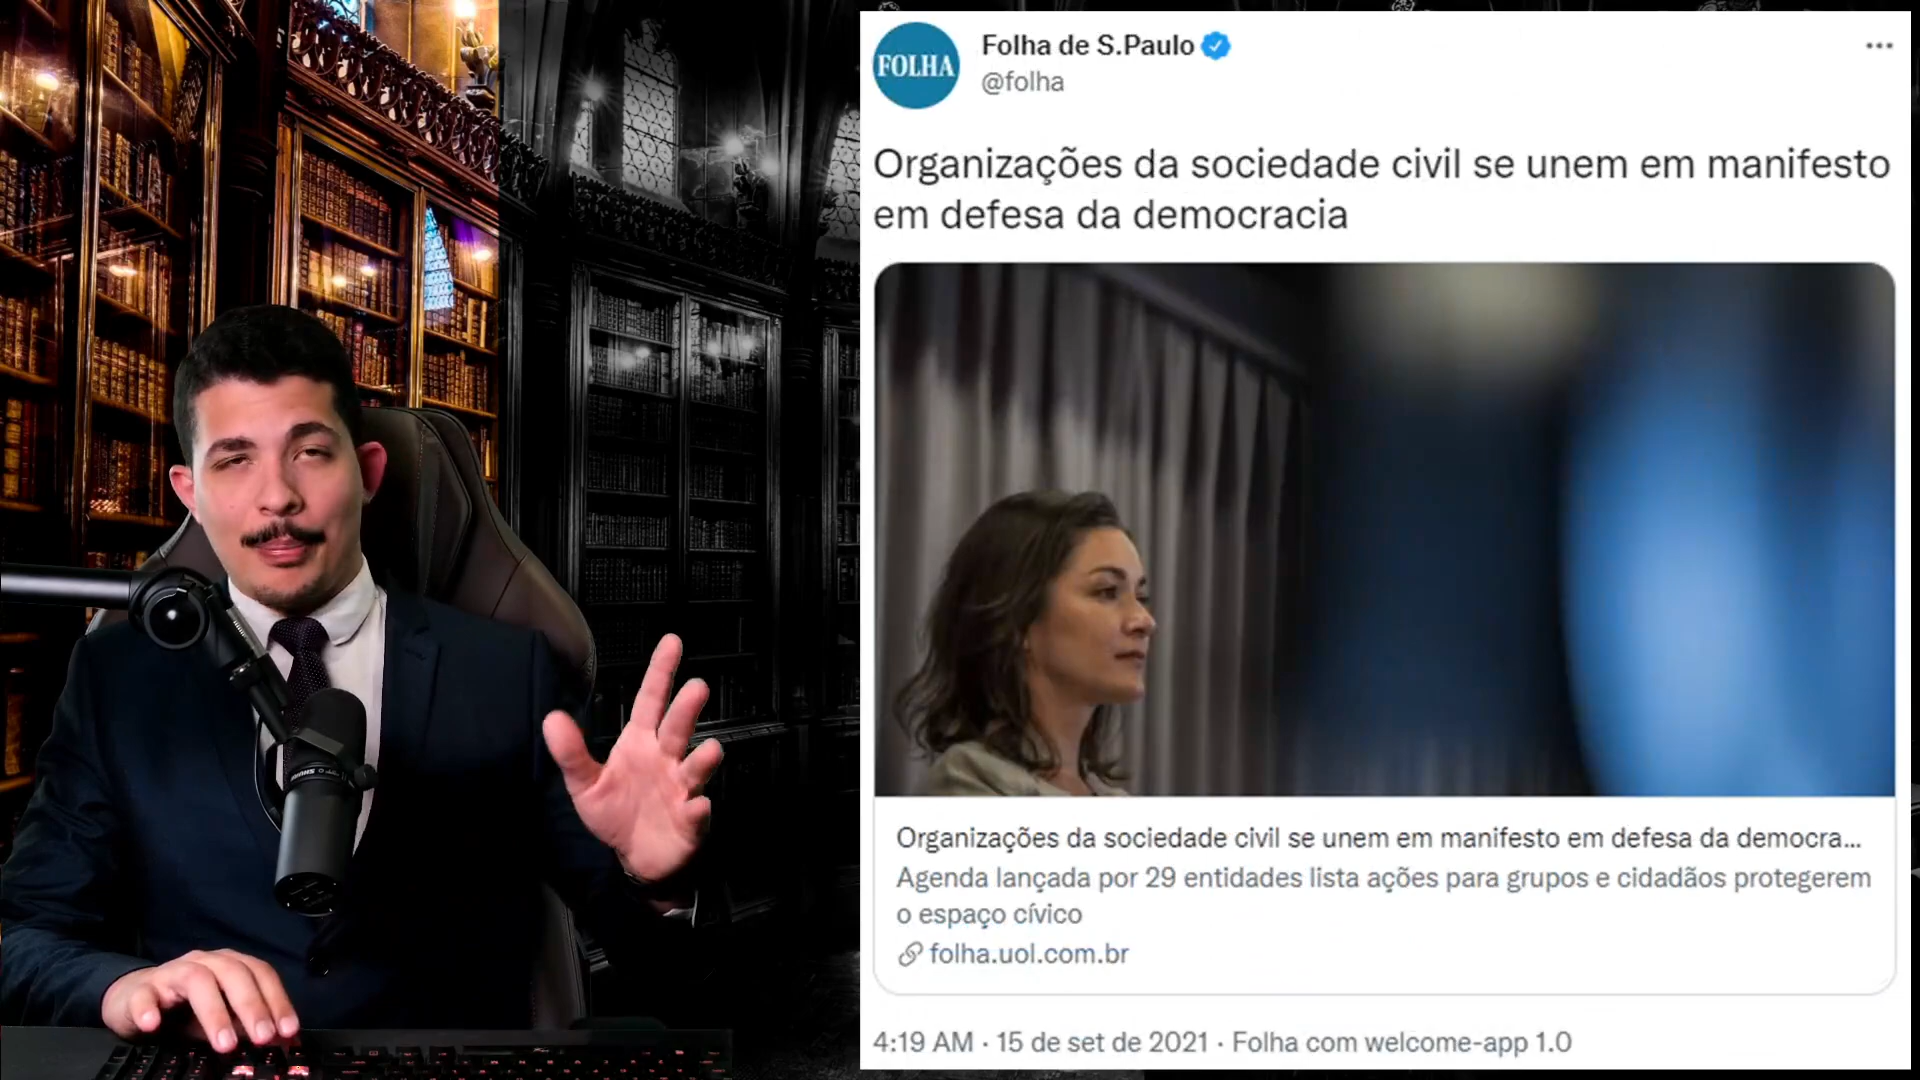 FOLHA
Folha de S.Paulo
@folha
Organizações da sociedade civil se unem em manifesto
em defesa da democracia
Organizações da sociedade civil se unem em manifesto em defesa da democra...
Agenda lançada por 29 entidades lista ações para grupos e cidadãos protegerem
o espaço cívico
folha.uol.com.br
4:19 AM · 15 de set de 2021 · Folha com welcome-app 1.0
SHURE